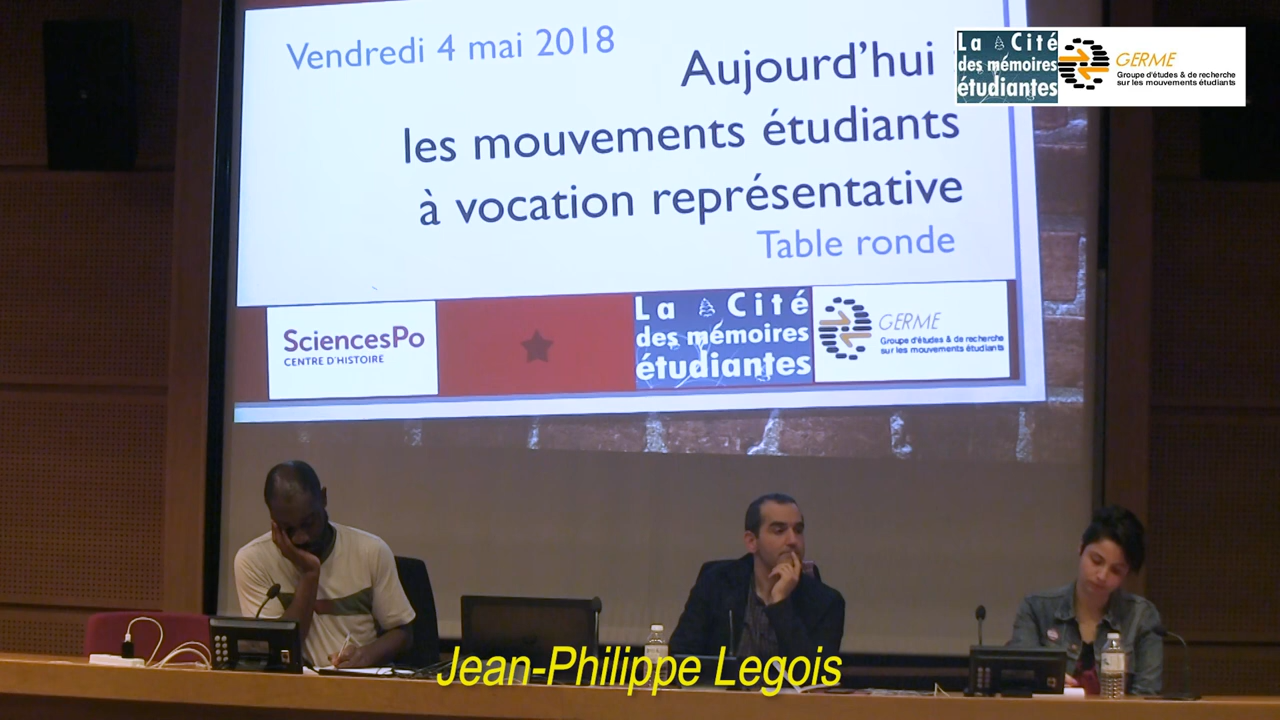 Vendredi 4 mai 2018
Aujourd'hui
les mouvements étudiants
à vocation représentative
Table ronde
La Cité
des mémoires
étudiantes
GERME
Groupe d'études & de recherche
sur les mouvements étudiants
SciencesPo
CENTRE D'HISTOIRE
La Cité
des mémoires
étudiantes
GERME
Groupe d'études & de recherche
sur les mouvements étudiants
Jean-Philippe Legois